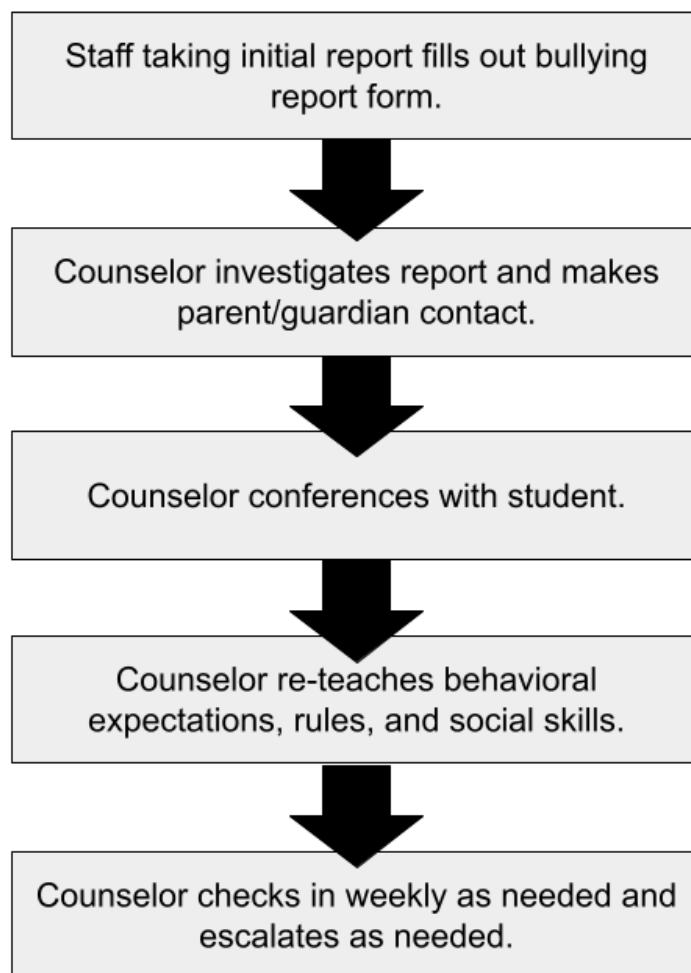 Staff taking initial report fills out bullying
report form.
Counselor investigates report and makes
parent/guardian contact.
Counselor conferences with student.
Counselor re-teaches behavioral
expectations, rules, and social skills.
Counselor checks in weekly as needed and
escalates as needed.